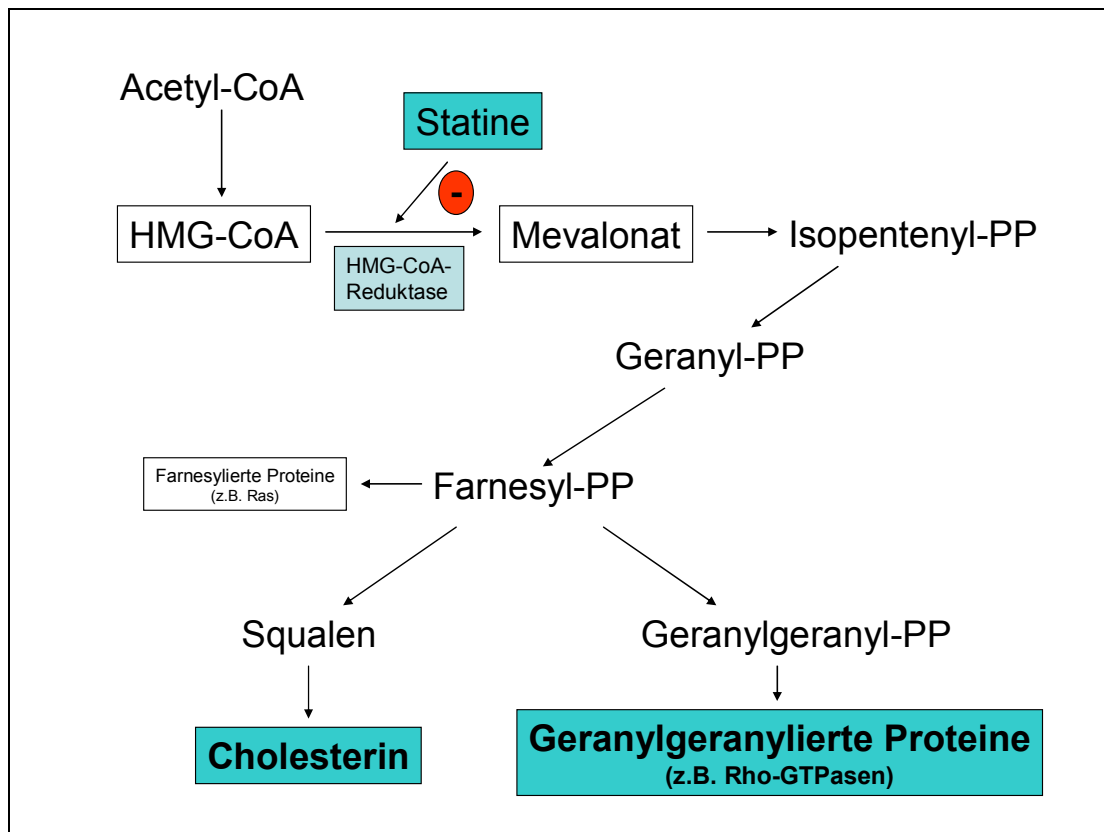 Acetyl-CoA
Statine
-
HMG-CoA
Mevalonat
Isopentenyl-PP
HMG-CoA-
Reduktase
Geranyl-PP
Farnesylierte Proteine
(z.B. Ras)
Farnesyl-PP
Squalen
Geranylgeranyl-PP
Cholesterin
Geranylgeranylierte Proteine
(z.B. Rho-GTPasen)